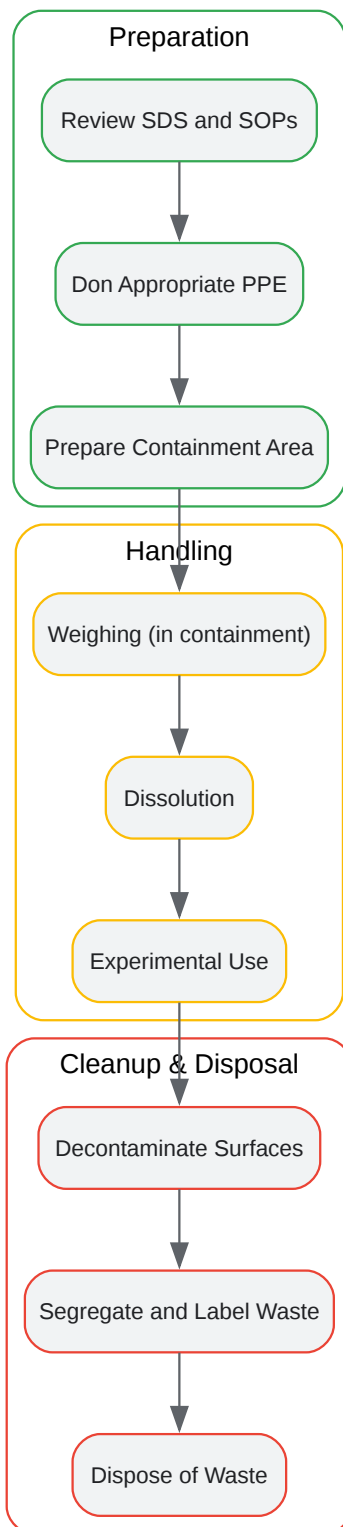 Preparation
Review SDS and SOPs
Don Appropriate PPE
Prepare Containment Area
Handling
Weighing (in containment)
Dissolution
Experimental Use
Cleanup & Disposal
Decontaminate Surfaces
Segregate and Label Waste
Dispose of Waste